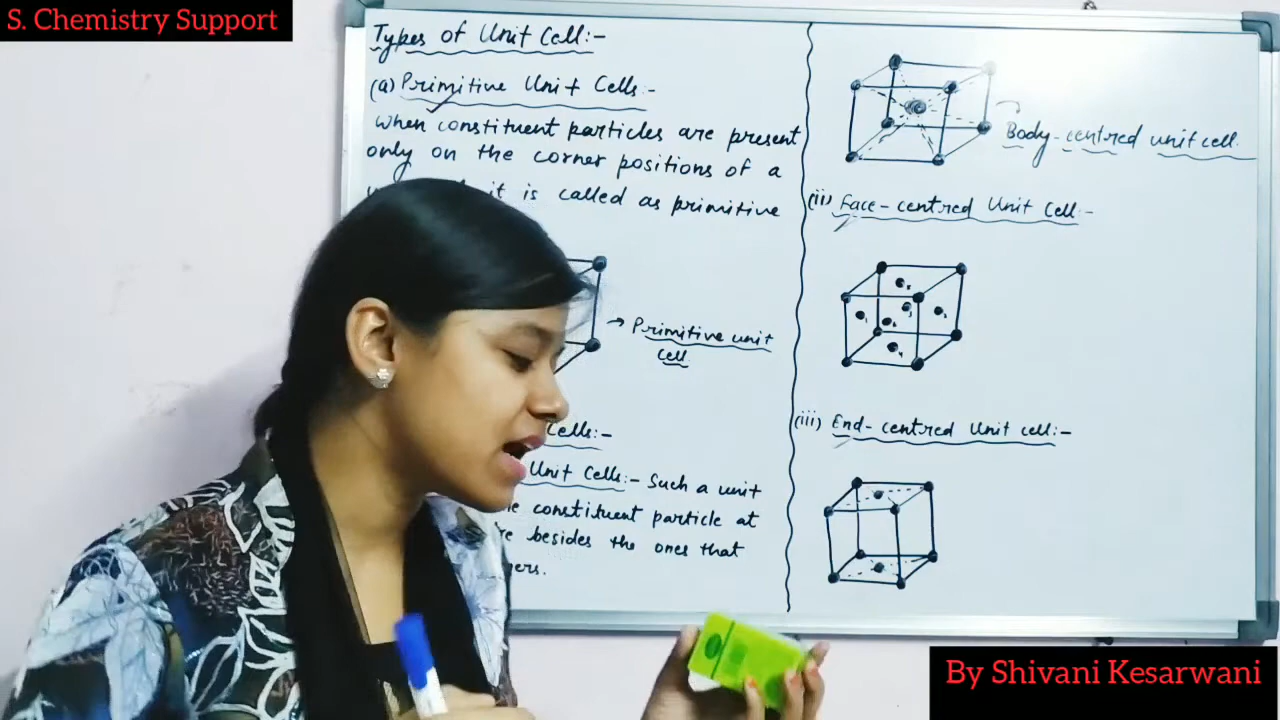 S. Chemistry Support
Types of Unit Cell:-
(a) Primitive Unit Cells:-
when constituent particles are present
only on the corner positions of a
it is called as primitive
→ Primitive unit
cell
Cells:-
Unit Cells:- Such a unit
constituent particle at
besides the ones that
Body-centred unit cell.
(ii) Face-centred Unit Cell:-
(iii) End-centred Unit cell:-
By Shivani Kesarwani